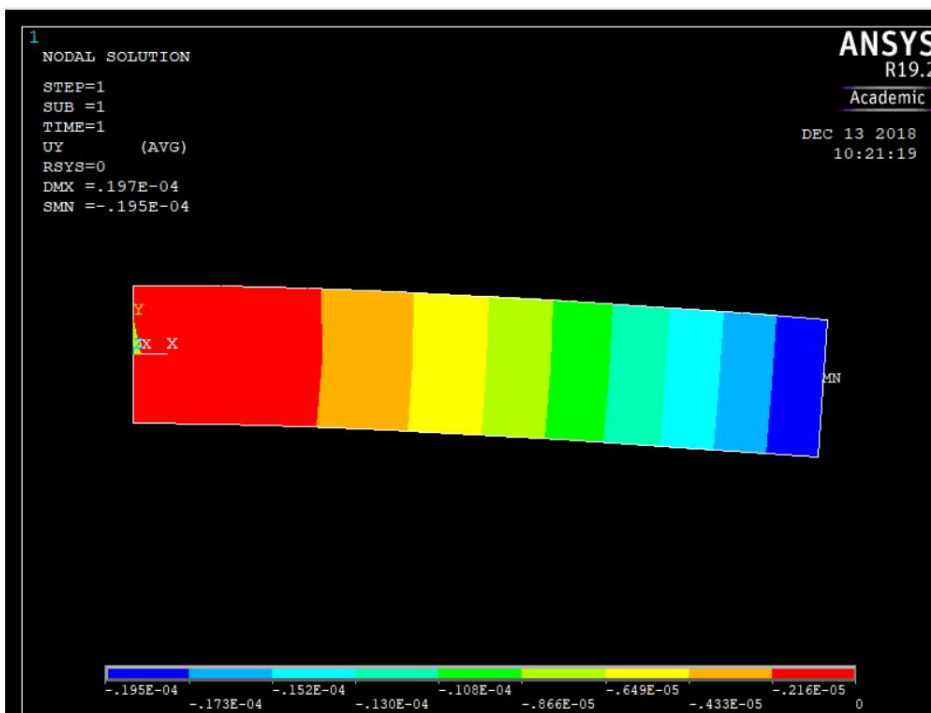 1
NODAL SOLUTION
STEP=1
SUB =1
TIME=1
UY (AVG)
RSYS=0
DMX =.197E-04
SMN =-.195E-04
ANSYS
R19.2
Academic
DEC 13 2018
10:21:19
Y
X X
MN
-.195E-04 -.152E-04 -.108E-04 -.649E-05 -.216E-05
-.173E-04 -.130E-04 -.866E-05 -.433E-05 0